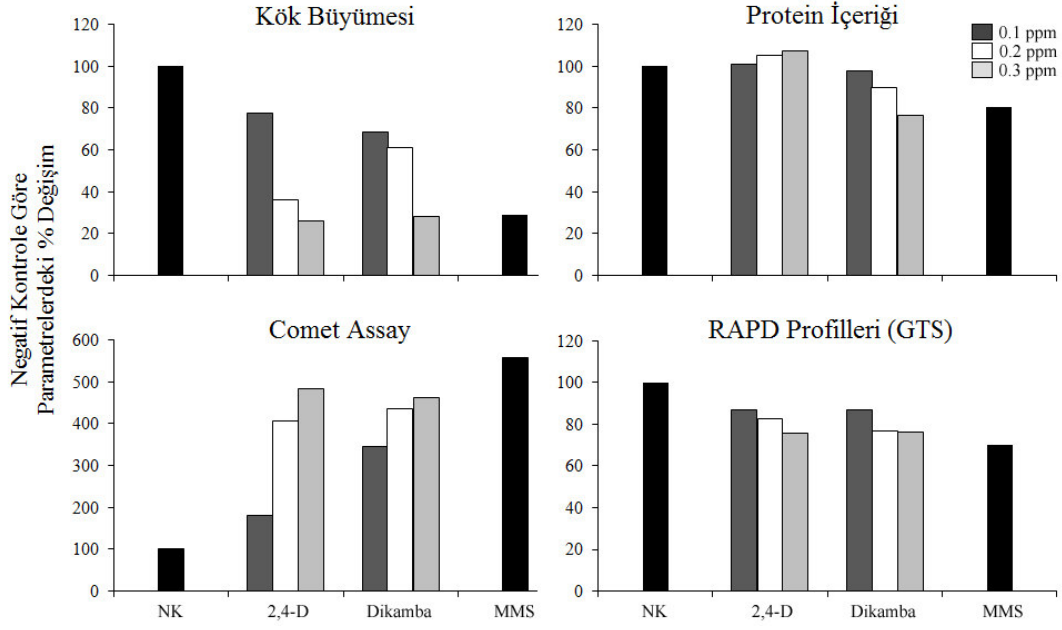 Kök Büyümesi
Protein İçeriği
120
100
80
60
40
20
0
120
100
80
60
40
20
0
0.1 ppm
0.2 ppm
0.3 ppm
Negatif Kontrole Göre
Parametrelerdeki % Değişim
Comet Assay
RAPD Profilleri (GTS)
600
500
400
300
200
100
0
120
100
80
60
40
20
0
NK 2,4-D Dikamba MMS
NK 2,4-D Dikamba MMS